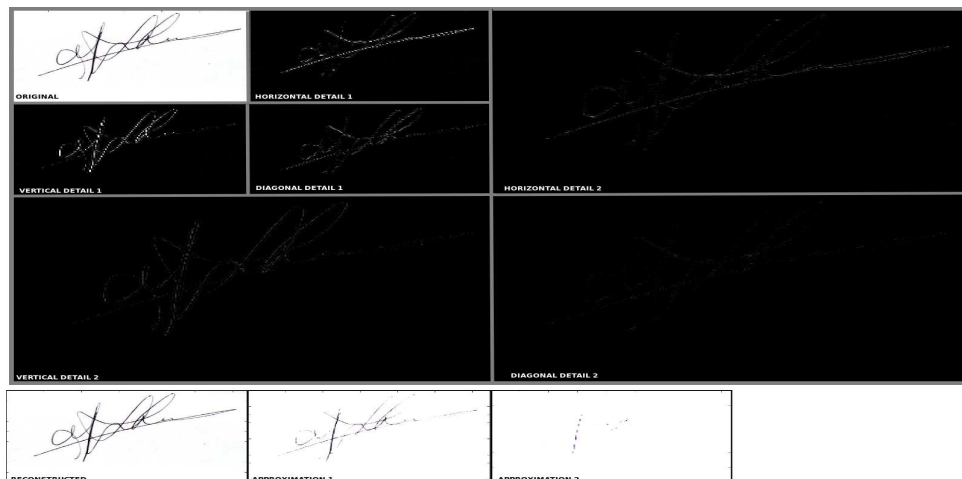 ORIGINAL
HORIZONTAL DETAIL 1
VERTICAL DETAIL 1
DIAGONAL DETAIL 1
HORIZONTAL DETAIL 2
VERTICAL DETAIL 2
DIAGONAL DETAIL 2
RECONSTRUCTED
APPROXIMATION 1
APPROXIMATION 2